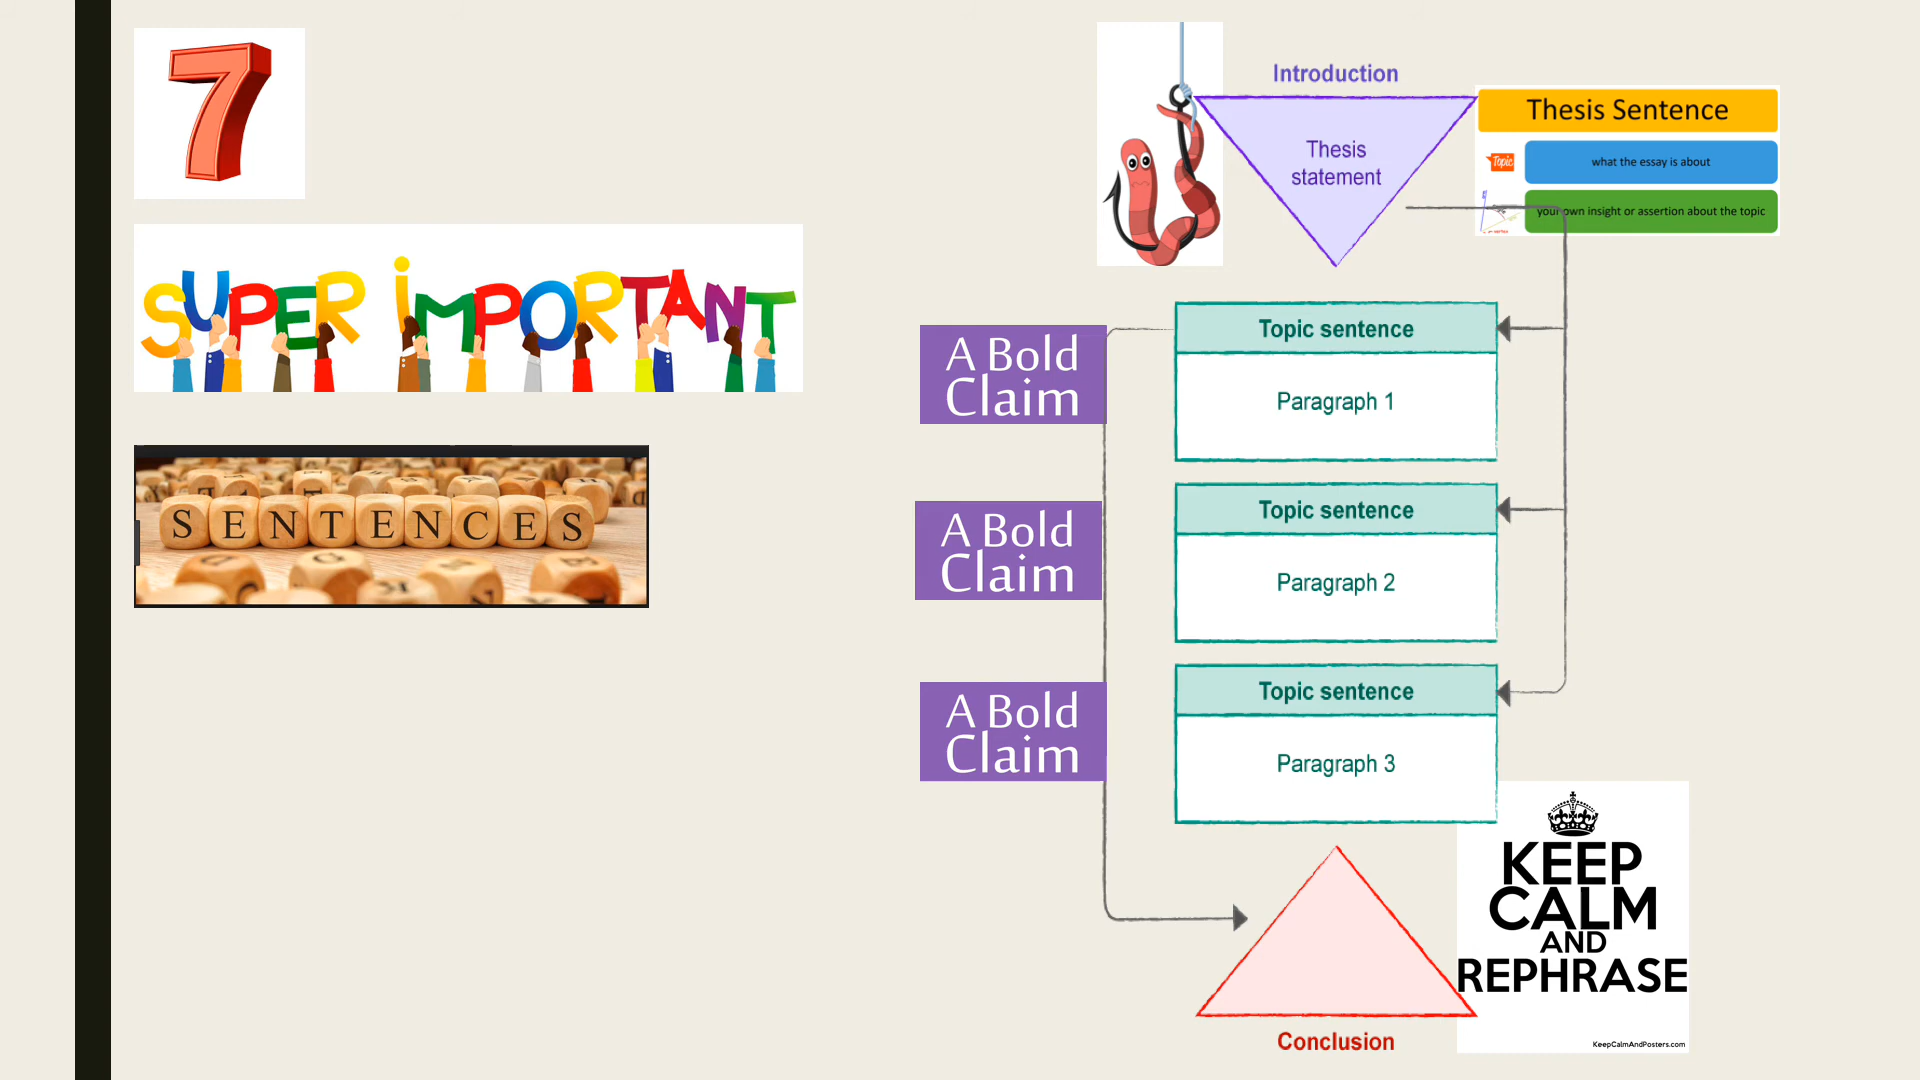 7
SUPER iMPORTANT
SENTENCES
Introduction
Thesis
statement
Thesis Sentence
Topic
what the essay is about
your own insight or assertion about the topic
A Bold
Claim
Topic sentence
Paragraph 1
A Bold
Claim
Topic sentence
Paragraph 2
A Bold
Claim
Topic sentence
Paragraph 3
KEEP
CALM
AND
REPHRASE
KeepCalmAndPosters.com
Conclusion